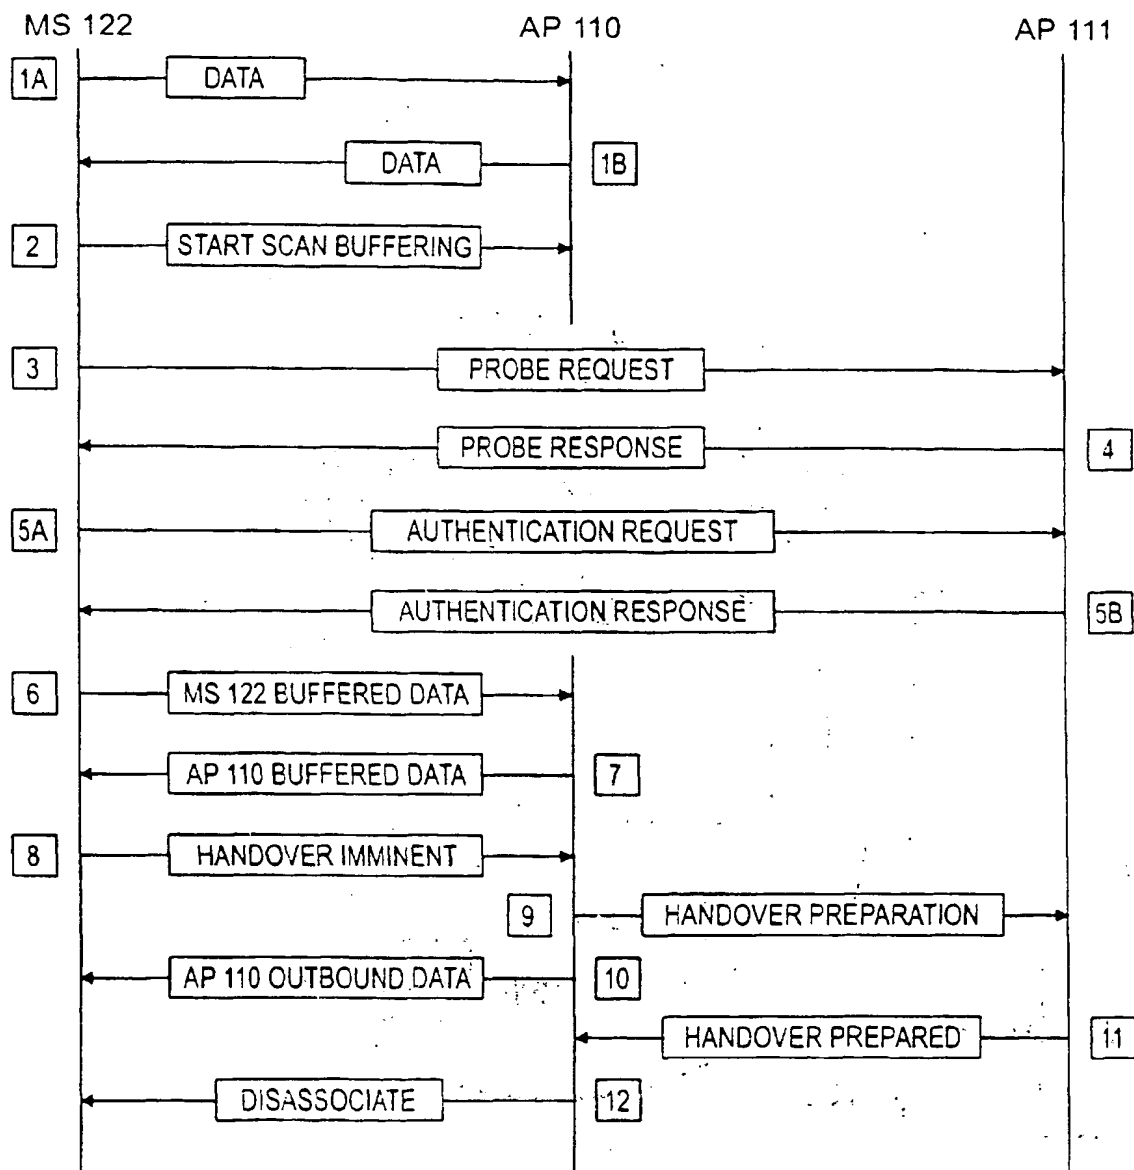 MS 122 AP 110 AP 111
1A DATA
DATA 1B
2 START SCAN BUFFERING
3 PROBE REQUEST
PROBE RESPONSE 4
5A AUTHENTICATION REQUEST
AUTHENTICATION RESPONSE 5B
6 MS 122 BUFFERED DATA
AP 110 BUFFERED DATA 7
8 HANDOVER IMMINENT
9 HANDOVER PREPARATION
AP 110 OUTBOUND DATA 10
HANDOVER PREPARED 11
DISASSOCIATE 12